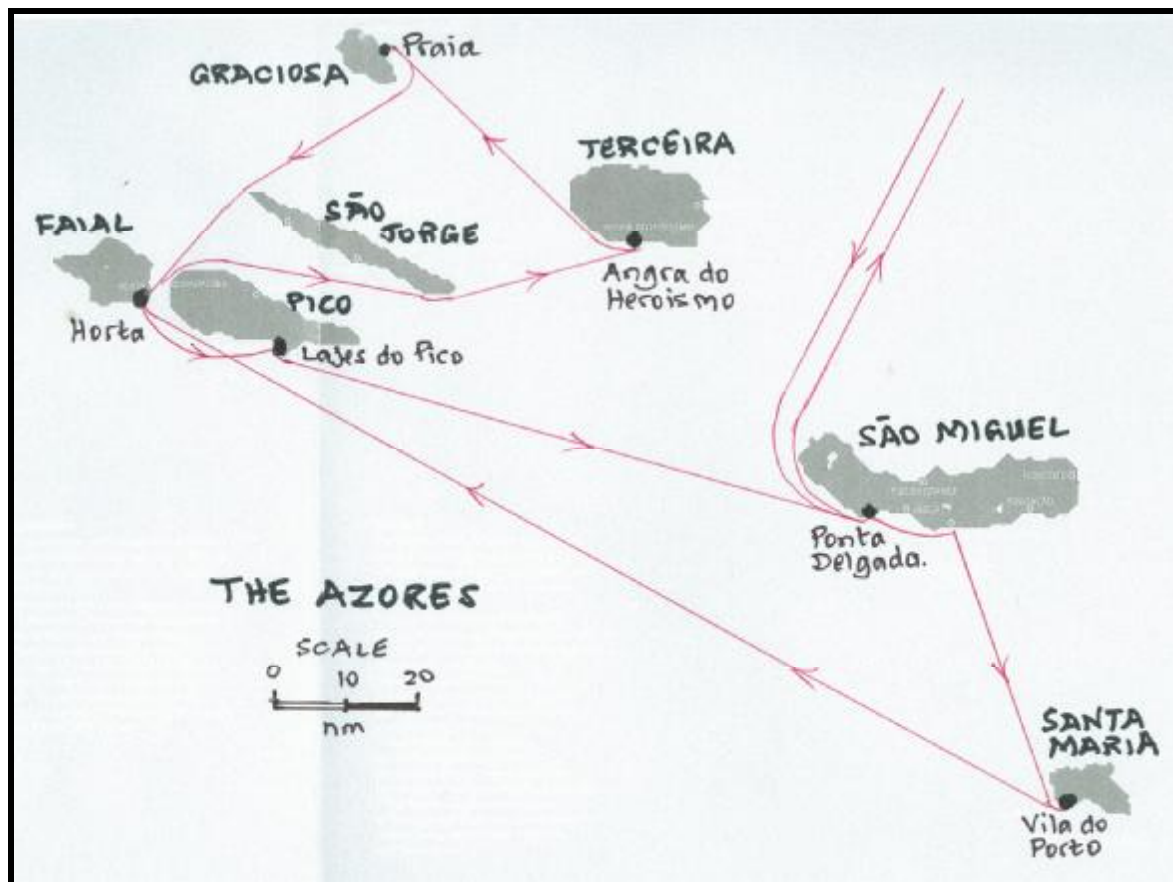 Praia
GRACIOSA
TERCEIRA
SÃO
JORGE
FAIAL
Angra do
Heroismo
PICO
Horta
Lajes do Pico
SÃO MIGUEL
Ponta
Delgada.
THE AZORES
SCALE
0 10 20
nm
SANTA
MARIA
Vila do
Porto